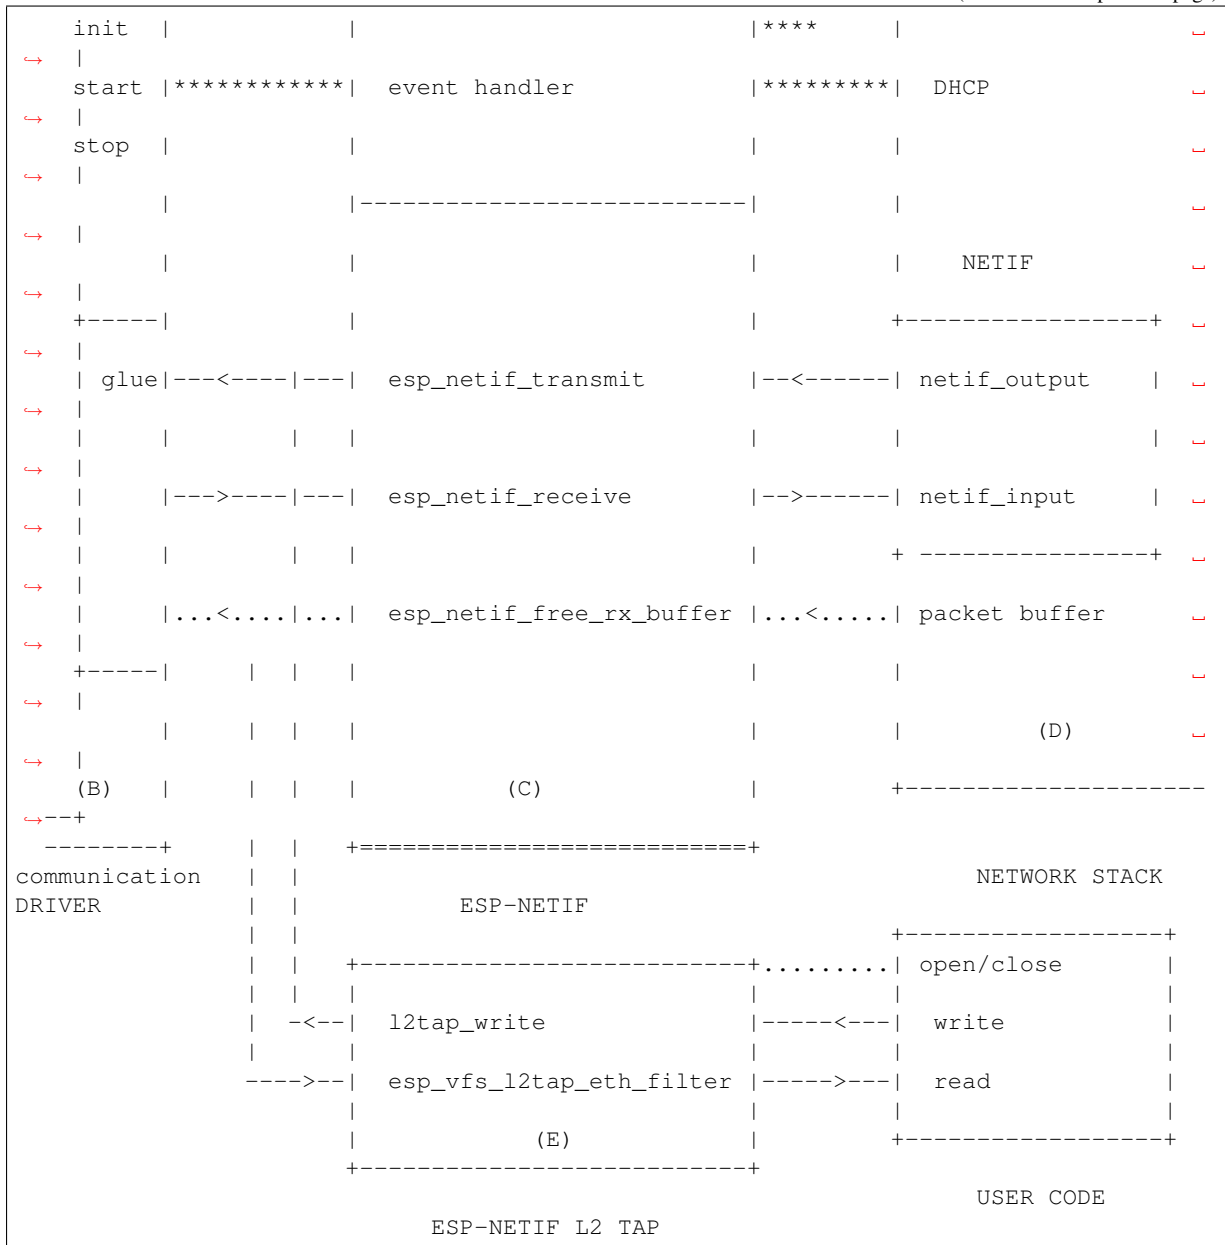 init  |            |                           |****     |                    ␣
↪  |
start |************|  event handler            |*********|  DHCP              ␣
↪  |
stop  |            |                           |         |                    ␣
↪  |
|            |---------------------------|         |                    ␣
↪  |
|            |                           |         |    NETIF           ␣
↪  |
+-----|            |                           |         +-----------------+  ␣
↪  |
| glue|---<----|---|  esp_netif_transmit       |--<------| netif_output    |  ␣
↪  |
|     |        |   |                           |         |                 |  ␣
↪  |
|     |--->----|---|  esp_netif_receive        |-->------| netif_input     |  ␣
↪  |
|     |        |   |                           |         + ----------------+  ␣
↪  |
|     |...<....|...|  esp_netif_free_rx_buffer |...<.....| packet buffer      ␣
↪  |
+-----|     |  |   |                           |         |                    ␣
↪  |
|     |  |   |                           |         |         (D)        ␣
↪  |
(B)   |     |  |   |          (C)              |         +---------------------
↪--+
--------+     |  |   +===========================+
communication   |  |                                               NETWORK STACK
DRIVER          |  |           ESP-NETIF
|  |                                         +------------------+
|  |   +---------------------------+.........| open/close       |
|  |   |                           |         |                  |
|  -<--|  l2tap_write              |-----<---|  write           |
|      |                           |         |                  |
---->--|  esp_vfs_l2tap_eth_filter |----->---|  read            |
|                           |         |                  |
|            (E)            |         +------------------+
+---------------------------+
USER CODE
ESP-NETIF L2 TAP